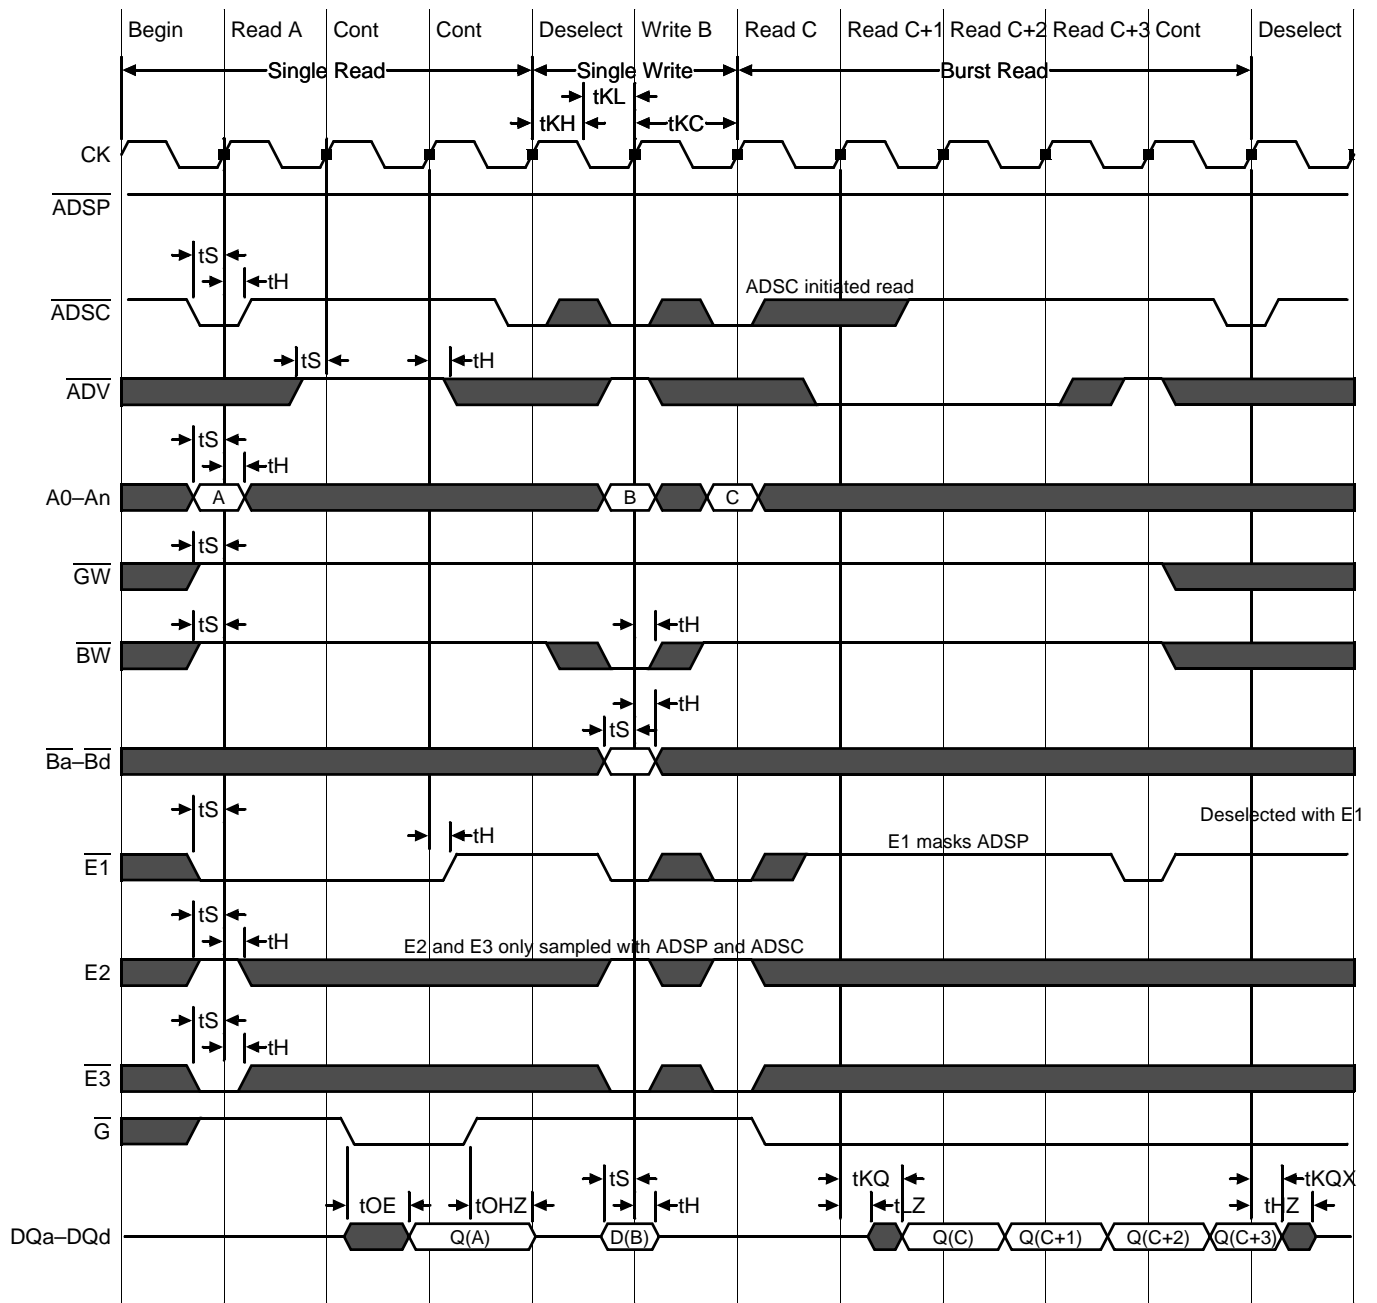 Begin Read A Cont Cont Deselect Write B Read C Read C+1 Read C+2 Read C+3 Cont Deselect
Single Read Single Write Burst Read
tKL
tKH tKC
CK
ADSP
tS
tH
ADSC initiated read
ADSC
tS tH
ADV
tS
tH
A0–An A B C
tS
GW
tS tH
BW
tH
tS
Ba–Bd
tS
Deselected with E1
tH
E1 masks ADSP
E1
tS
tH
E2 and E3 only sampled with ADSP and ADSC
E2
tS
tH
E3
G
tS tKQ tKQX
tOE tOHZ tH tLZ tHZ
DQa–DQd Q(A) D(B) Q(C) Q(C+1) Q(C+2) Q(C+3)